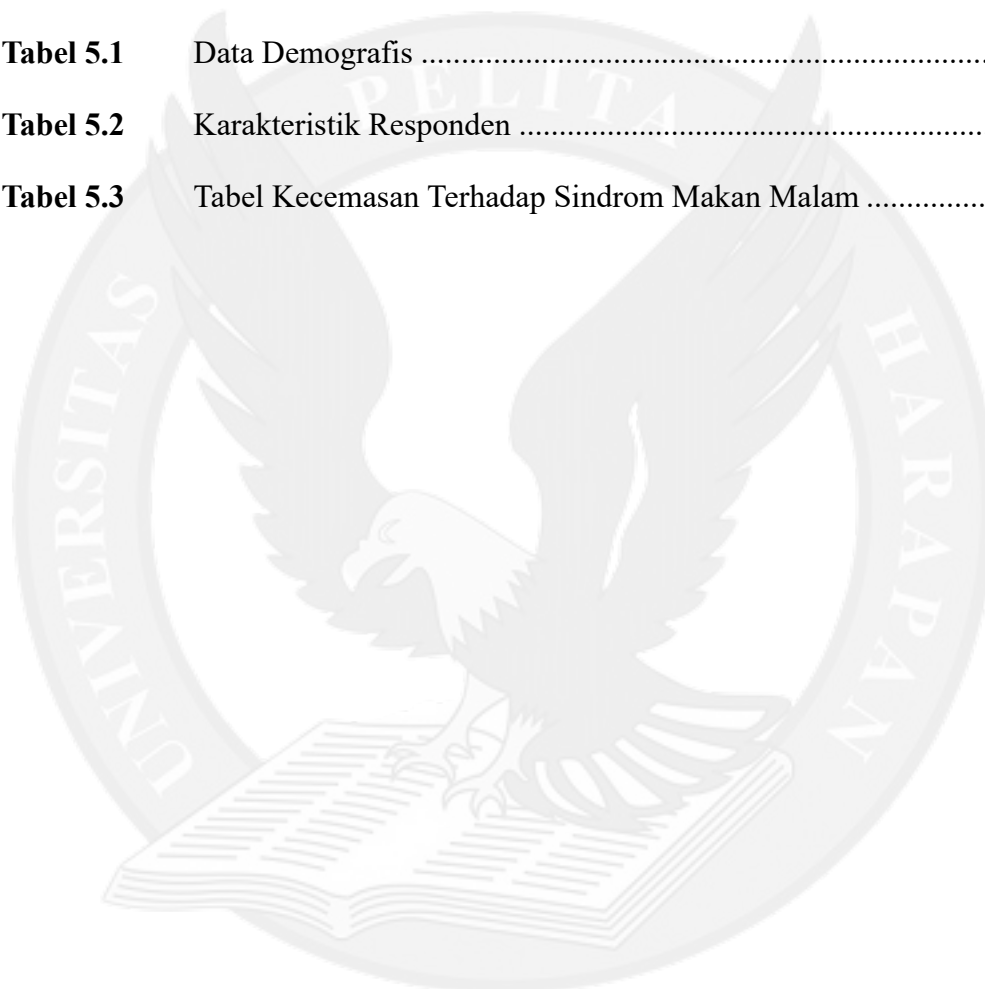 Tabel 5.1 Data Demografis ........................................................................
Tabel 5.2 Karakteristik Responden ...........................................................
Tabel 5.3 Tabel Kecemasan Terhadap Sindrom Makan Malam ...............
UNIVERSITAS PELITA HARAPAN